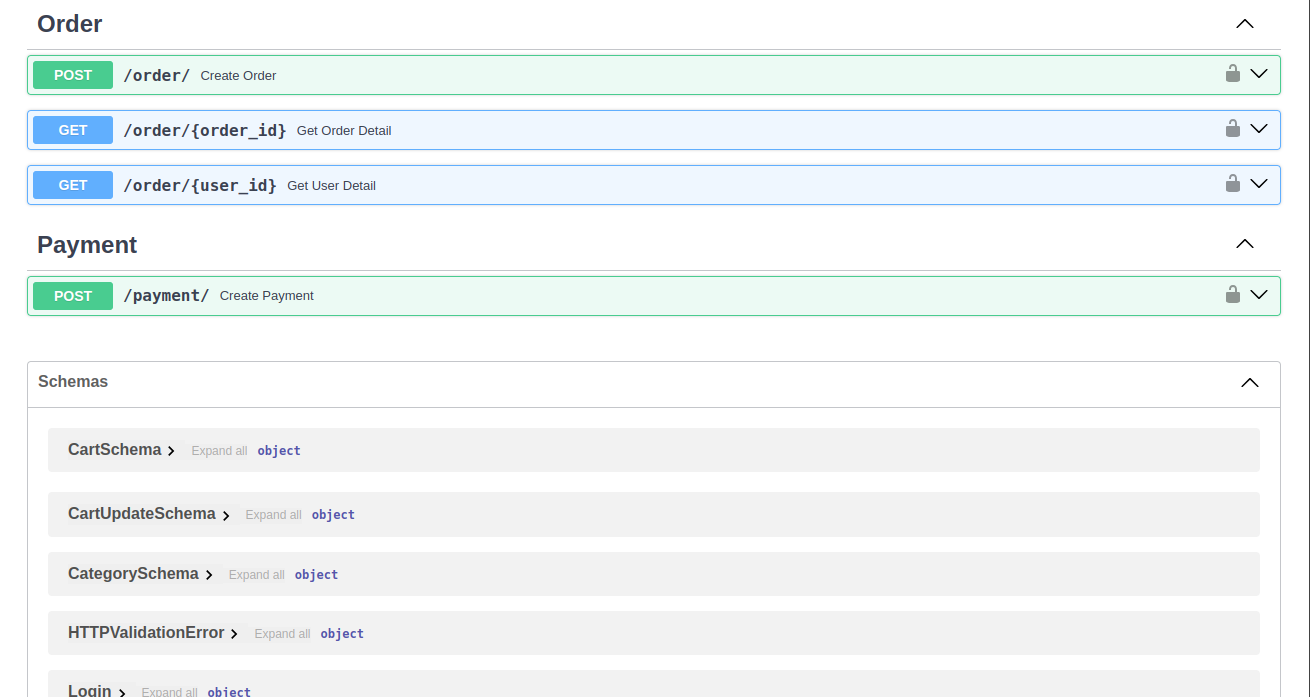 Order
POST /order/ Create Order
GET /order/{order_id} Get Order Detail
GET /order/{user_id} Get User Detail
Payment
POST /payment/ Create Payment
Schemas
CartSchema Expand all object
CartUpdateSchema Expand all object
CategorySchema Expand all object
HTTPValidationError Expand all object
Login Expand all object